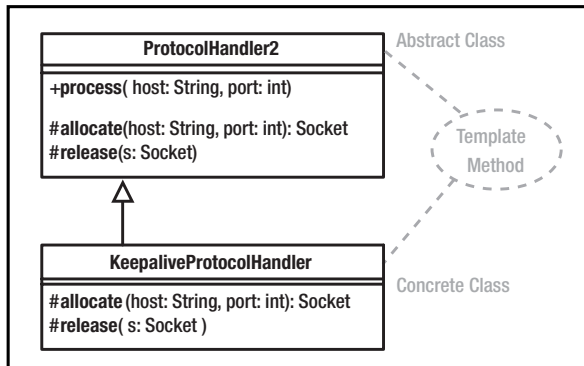 ProtocolHandler2
Abstract Class
+process( host: String, port: int)
#allocate(host: String, port: int): Socket
#release(s: Socket)
Template
Method
KeepaliveProtocolHandler
Concrete Class
#allocate (host: String, port: int): Socket
#release( s: Socket )